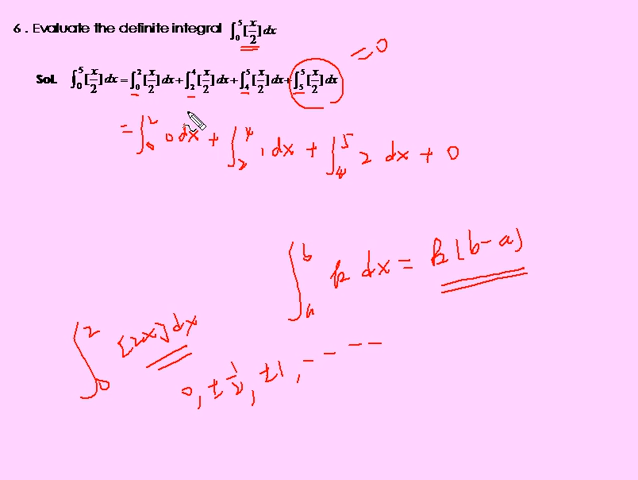 6 . Evaluate the definite integral ∫₀⁵[x/2]dx
= 0
Sol. ∫₀⁵[x/2]dx = ∫₀²[x/2]dx + ∫₂⁴[x/2]dx + ∫₄⁵[x/2]dx + ∫₅⁵[x/2]dx
= ∫₀² 0 dx + ∫₂⁴ 1 dx + ∫₄⁵ 2 dx + 0
∫ₐᵇ k dx = k(b-a)
∫₀² [2x] dx
0, ±1/2, ±1, - - - -